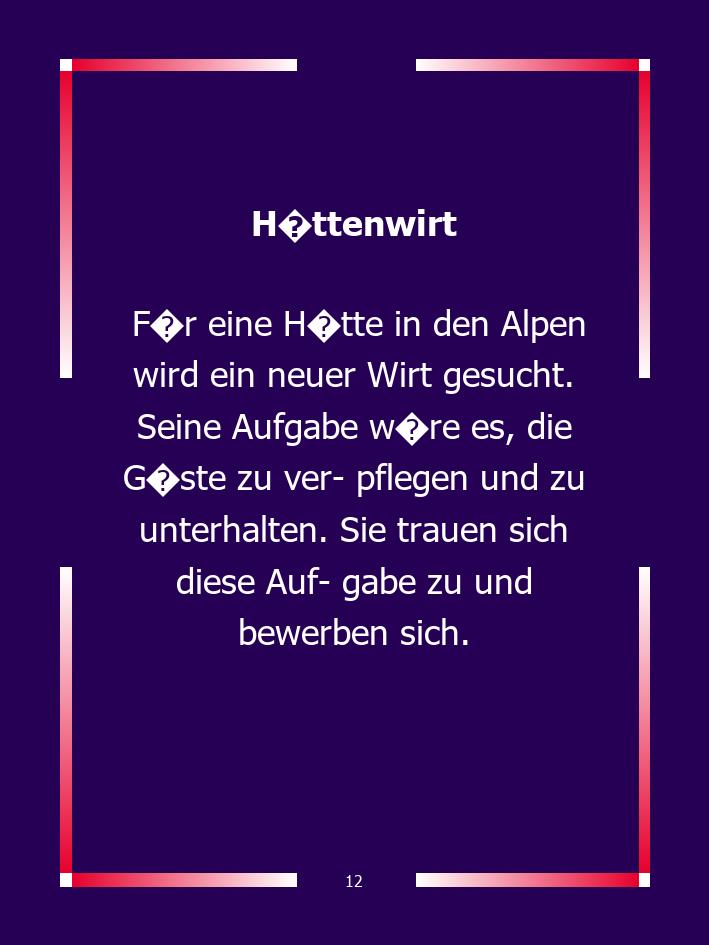 H�ttenwirt
F�r eine H�tte in den Alpen
wird ein neuer Wirt gesucht.
Seine Aufgabe w�re es, die
G�ste zu ver- pflegen und zu
unterhalten. Sie trauen sich
diese Auf- gabe zu und
bewerben sich.
12